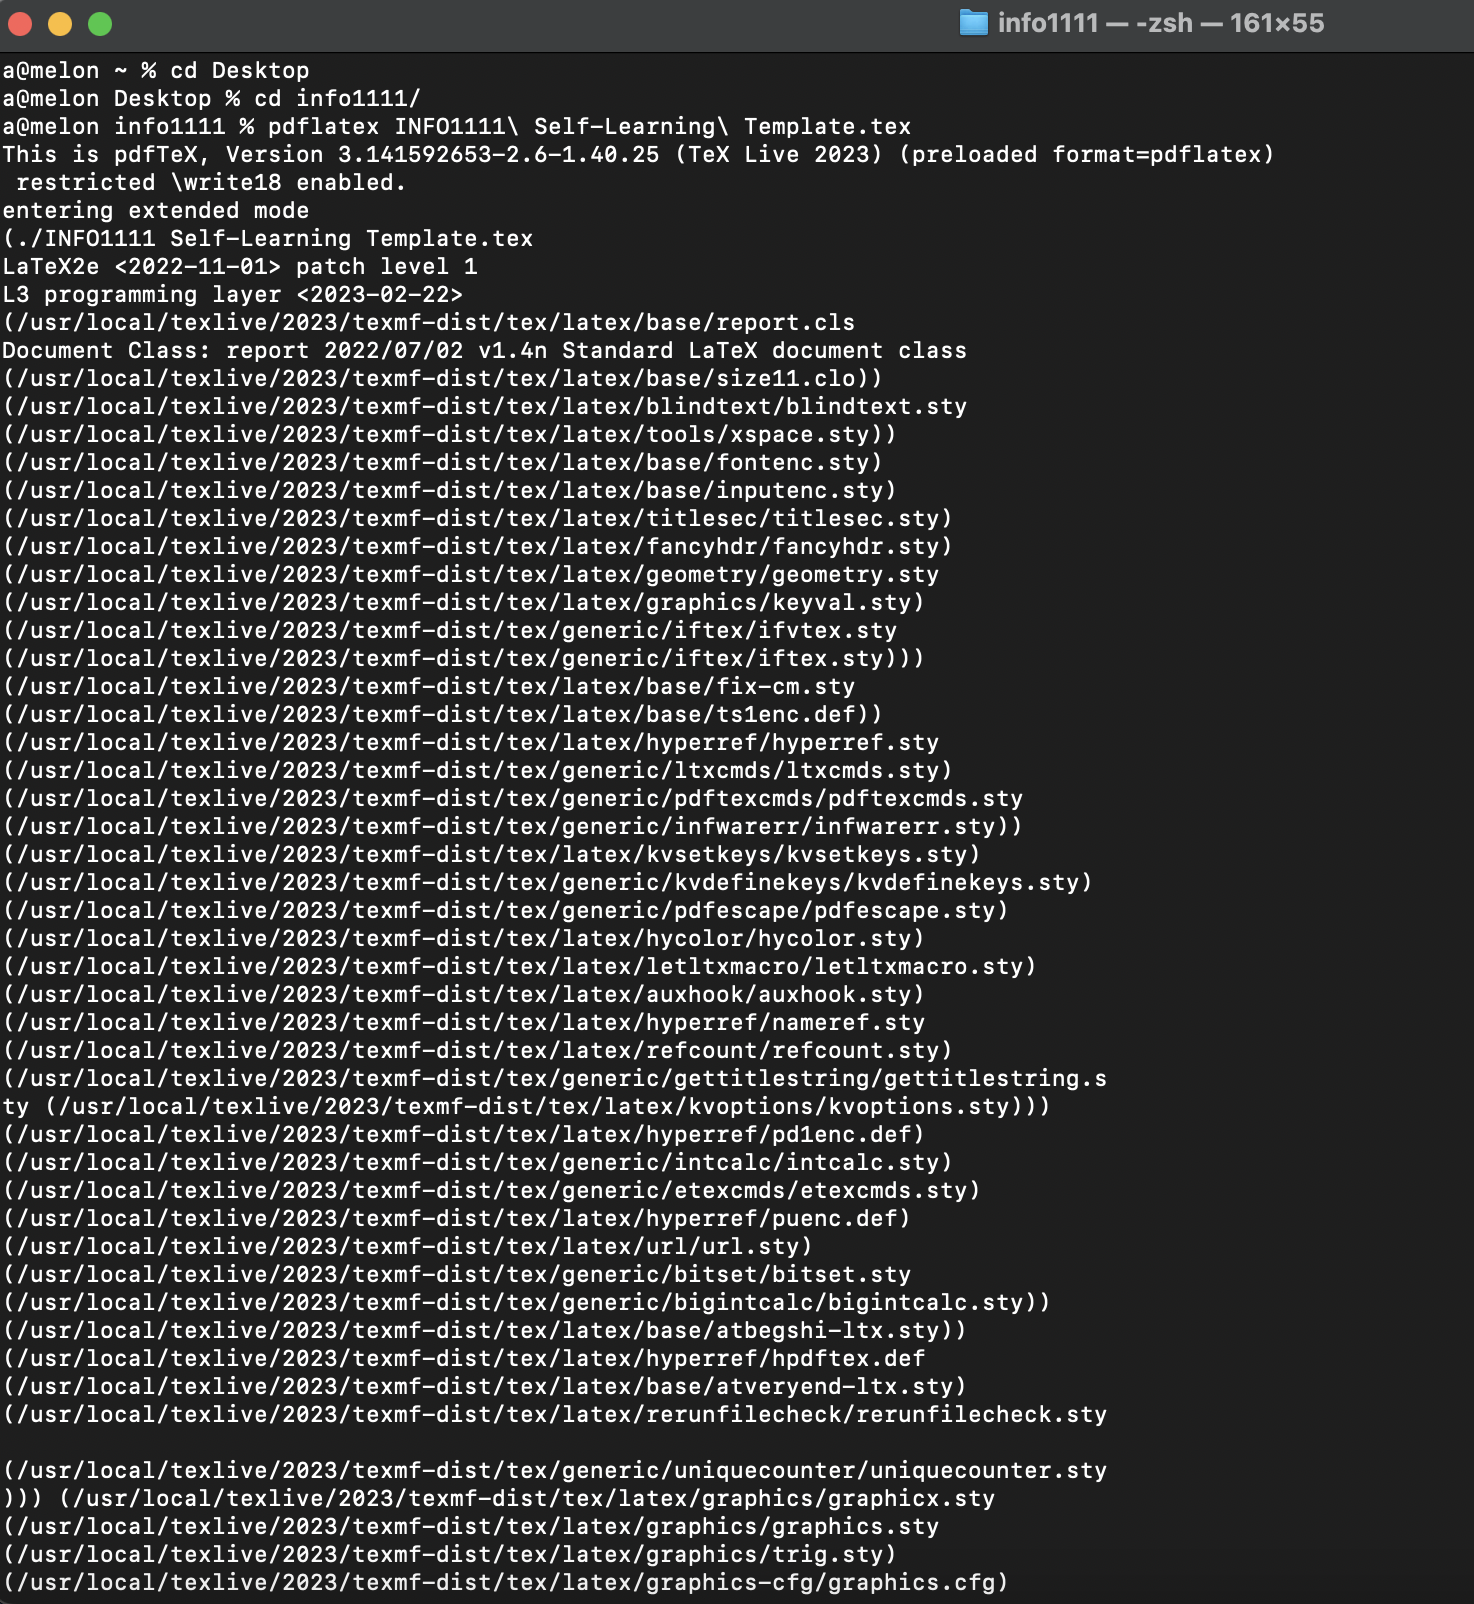 info1111 — -zsh — 161×55
a@melon ~ % cd Desktop
a@melon Desktop % cd info1111/
a@melon info1111 % pdflatex INFO1111\ Self-Learning\ Template.tex
This is pdfTeX, Version 3.141592653-2.6-1.40.25 (TeX Live 2023) (preloaded format=pdflatex)
 restricted \write18 enabled.
entering extended mode
(./INFO1111 Self-Learning Template.tex
LaTeX2e <2022-11-01> patch level 1
L3 programming layer <2023-02-22>
(/usr/local/texlive/2023/texmf-dist/tex/latex/base/report.cls
Document Class: report 2022/07/02 v1.4n Standard LaTeX document class
(/usr/local/texlive/2023/texmf-dist/tex/latex/base/size11.clo))
(/usr/local/texlive/2023/texmf-dist/tex/latex/blindtext/blindtext.sty
(/usr/local/texlive/2023/texmf-dist/tex/latex/tools/xspace.sty))
(/usr/local/texlive/2023/texmf-dist/tex/latex/base/fontenc.sty)
(/usr/local/texlive/2023/texmf-dist/tex/latex/base/inputenc.sty)
(/usr/local/texlive/2023/texmf-dist/tex/latex/titlesec/titlesec.sty)
(/usr/local/texlive/2023/texmf-dist/tex/latex/fancyhdr/fancyhdr.sty)
(/usr/local/texlive/2023/texmf-dist/tex/latex/geometry/geometry.sty
(/usr/local/texlive/2023/texmf-dist/tex/latex/graphics/keyval.sty)
(/usr/local/texlive/2023/texmf-dist/tex/generic/iftex/ifvtex.sty
(/usr/local/texlive/2023/texmf-dist/tex/generic/iftex/iftex.sty)))
(/usr/local/texlive/2023/texmf-dist/tex/latex/base/fix-cm.sty
(/usr/local/texlive/2023/texmf-dist/tex/latex/base/ts1enc.def))
(/usr/local/texlive/2023/texmf-dist/tex/latex/hyperref/hyperref.sty
(/usr/local/texlive/2023/texmf-dist/tex/generic/ltxcmds/ltxcmds.sty)
(/usr/local/texlive/2023/texmf-dist/tex/generic/pdftexcmds/pdftexcmds.sty
(/usr/local/texlive/2023/texmf-dist/tex/generic/infwarerr/infwarerr.sty))
(/usr/local/texlive/2023/texmf-dist/tex/latex/kvsetkeys/kvsetkeys.sty)
(/usr/local/texlive/2023/texmf-dist/tex/generic/kvdefinekeys/kvdefinekeys.sty)
(/usr/local/texlive/2023/texmf-dist/tex/generic/pdfescape/pdfescape.sty)
(/usr/local/texlive/2023/texmf-dist/tex/latex/hycolor/hycolor.sty)
(/usr/local/texlive/2023/texmf-dist/tex/latex/letltxmacro/letltxmacro.sty)
(/usr/local/texlive/2023/texmf-dist/tex/latex/auxhook/auxhook.sty)
(/usr/local/texlive/2023/texmf-dist/tex/latex/hyperref/nameref.sty
(/usr/local/texlive/2023/texmf-dist/tex/latex/refcount/refcount.sty)
(/usr/local/texlive/2023/texmf-dist/tex/generic/gettitlestring/gettitlestring.s
ty (/usr/local/texlive/2023/texmf-dist/tex/latex/kvoptions/kvoptions.sty)))
(/usr/local/texlive/2023/texmf-dist/tex/latex/hyperref/pd1enc.def)
(/usr/local/texlive/2023/texmf-dist/tex/generic/intcalc/intcalc.sty)
(/usr/local/texlive/2023/texmf-dist/tex/generic/etexcmds/etexcmds.sty)
(/usr/local/texlive/2023/texmf-dist/tex/latex/hyperref/puenc.def)
(/usr/local/texlive/2023/texmf-dist/tex/latex/url/url.sty)
(/usr/local/texlive/2023/texmf-dist/tex/generic/bitset/bitset.sty
(/usr/local/texlive/2023/texmf-dist/tex/generic/bigintcalc/bigintcalc.sty))
(/usr/local/texlive/2023/texmf-dist/tex/latex/base/atbegshi-ltx.sty))
(/usr/local/texlive/2023/texmf-dist/tex/latex/hyperref/hpdftex.def
(/usr/local/texlive/2023/texmf-dist/tex/latex/base/atveryend-ltx.sty)
(/usr/local/texlive/2023/texmf-dist/tex/latex/rerunfilecheck/rerunfilecheck.sty

(/usr/local/texlive/2023/texmf-dist/tex/generic/uniquecounter/uniquecounter.sty
))) (/usr/local/texlive/2023/texmf-dist/tex/latex/graphics/graphicx.sty
(/usr/local/texlive/2023/texmf-dist/tex/latex/graphics/graphics.sty
(/usr/local/texlive/2023/texmf-dist/tex/latex/graphics/trig.sty)
(/usr/local/texlive/2023/texmf-dist/tex/latex/graphics-cfg/graphics.cfg)